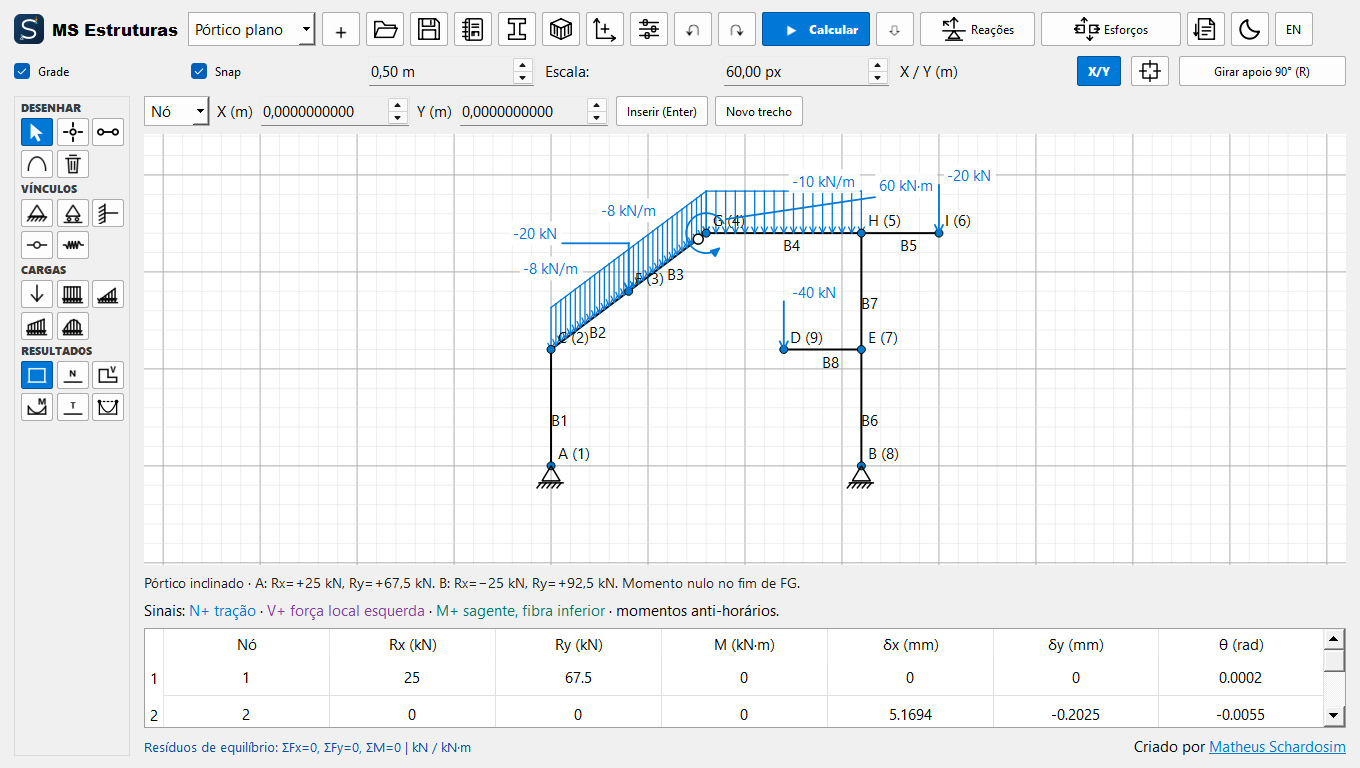 MS Estruturas
Pórtico plano
+
Calcular
Reações
Esforços
EN
Grade
Snap
0,50 m
Escala:
60,00 px
X / Y (m)
X/Y
Girar apoio 90° (R)
DESENHAR
VÍNCULOS
CARGAS
RESULTADOS
N
V
M
T
Nó
X (m)
0,0000000000
Y (m)
0,0000000000
Inserir (Enter)
Novo trecho
-10 kN/m
60 kN·m
-20 kN
-8 kN/m
G (4)
H (5)
I (6)
-20 kN
B4
B5
-8 kN/m
F (3)
B3
-40 kN
B7
C (2)
B2
D (9)
E (7)
B8
B1
B6
A (1)
B (8)
Pórtico inclinado · A: Rx=+25 kN, Ry=+67,5 kN. B: Rx=−25 kN, Ry=+92,5 kN. Momento nulo no fim de FG.
Sinais: N+ tração · V+ força local esquerda · M+ sagente, fibra inferior · momentos anti-horários.
Nó Rx (kN) Ry (kN) M (kN·m) δx (mm) δy (mm) θ (rad)
1 1 25 67.5 0 0 0 0.0002
2 2 0 0 0 5.1694 -0.2025 -0.0055
Resíduos de equilíbrio: ΣFx=0, ΣFy=0, ΣM=0 | kN / kN·m
Criado por Matheus Schardosim